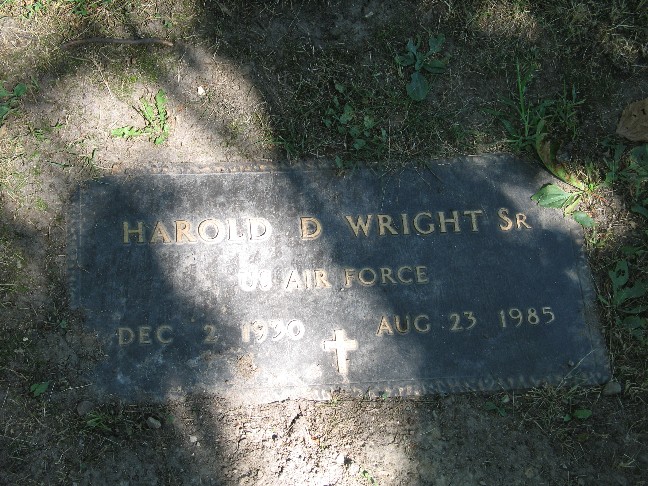 HAROLD D WRIGHT SR
US AIR FORCE
DEC 2 1930 AUG 23 1985